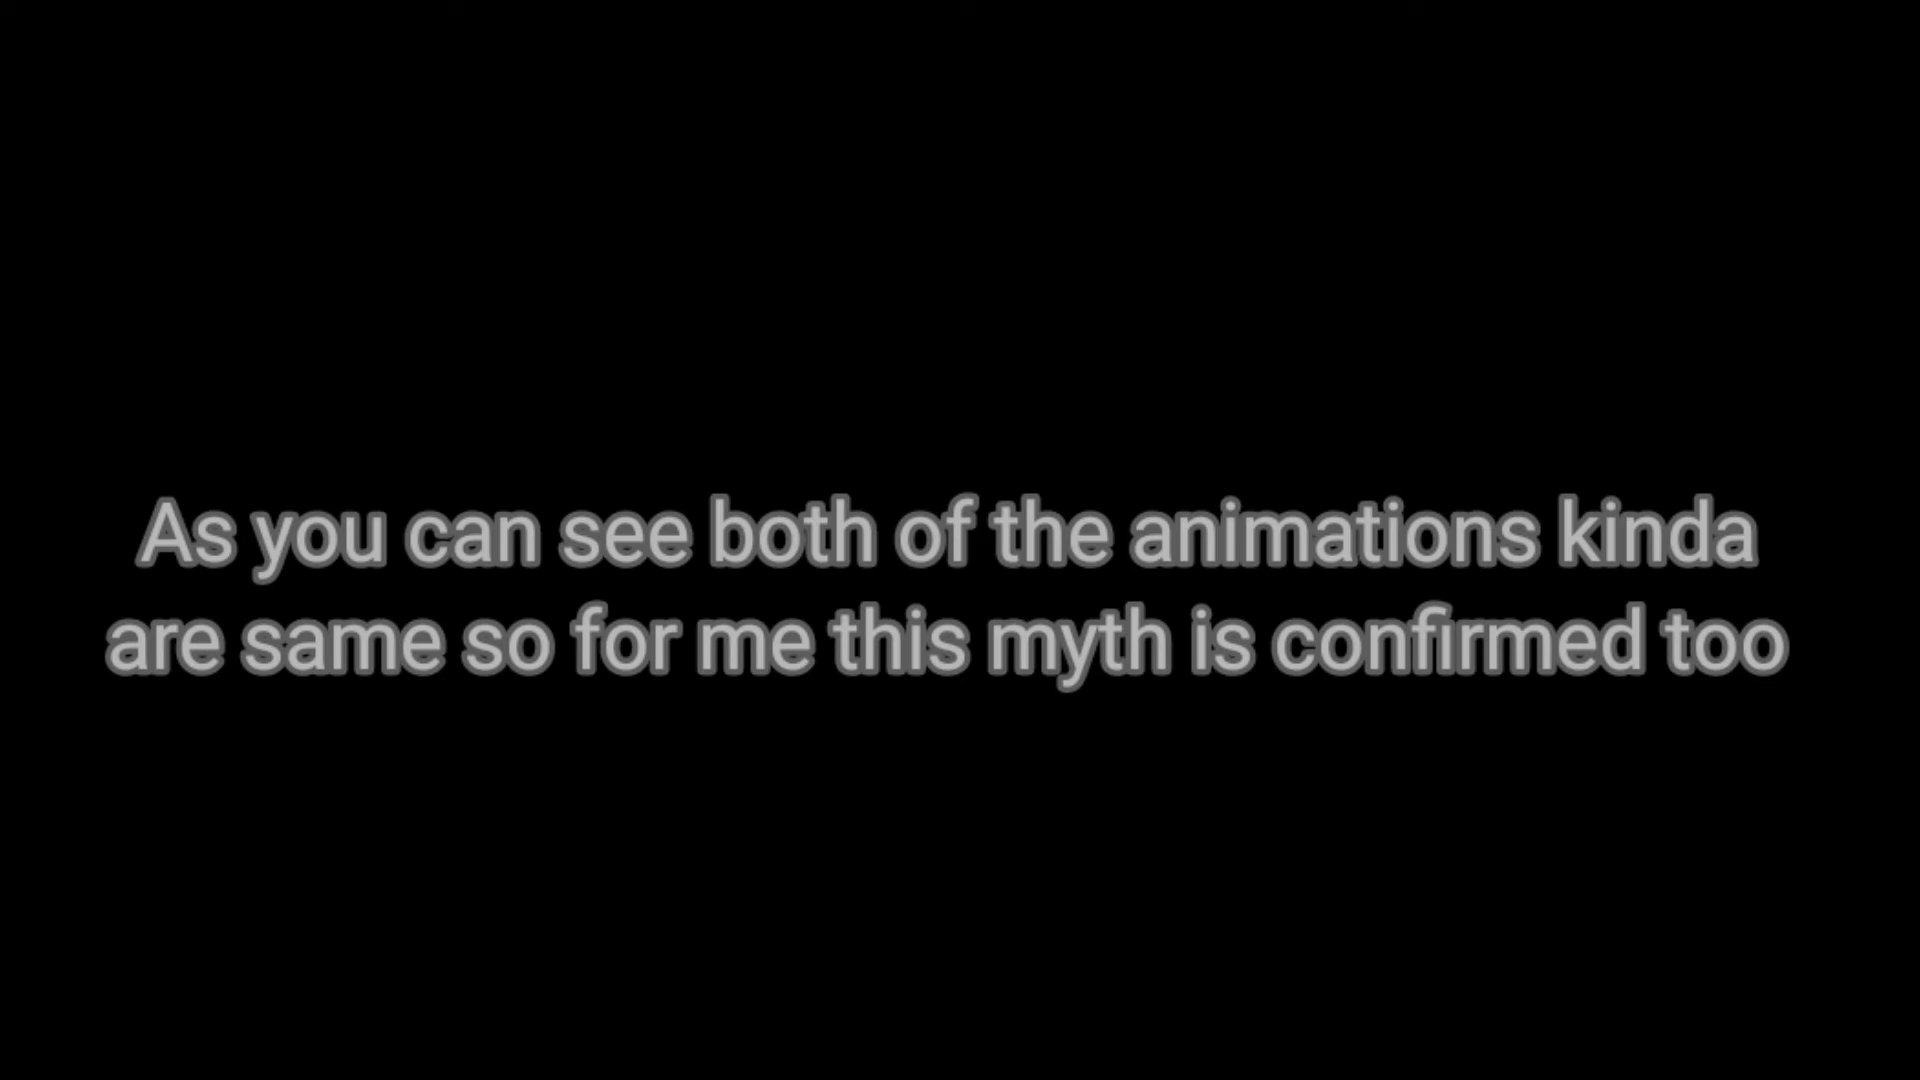 As you can see both of the animations kinda
are same so for me this myth is confirmed too